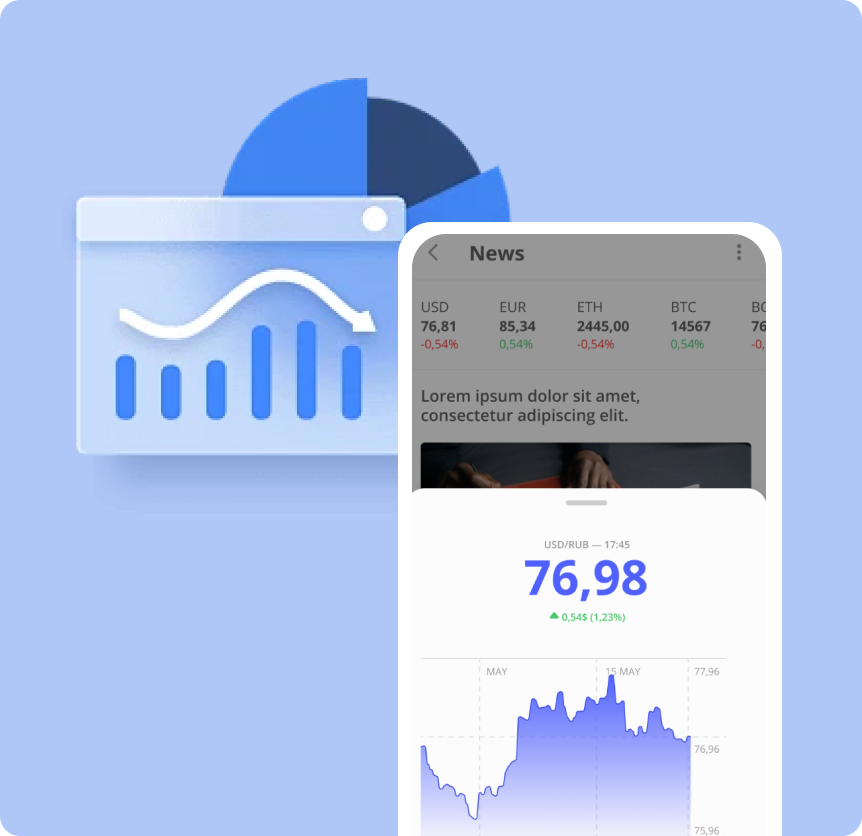 News
USD EUR ETH BTC
76,81 85,34 2445,00 14567 76
-0,54% 0,54% -0,54% 0,54% -0,
Lorem ipsum dolor sit amet,
consectetur adipiscing elit.
USD/RUB — 17:45
76,98
0,54$ (1,23%)
MAY 15 MAY 77,96
76,96
75,96